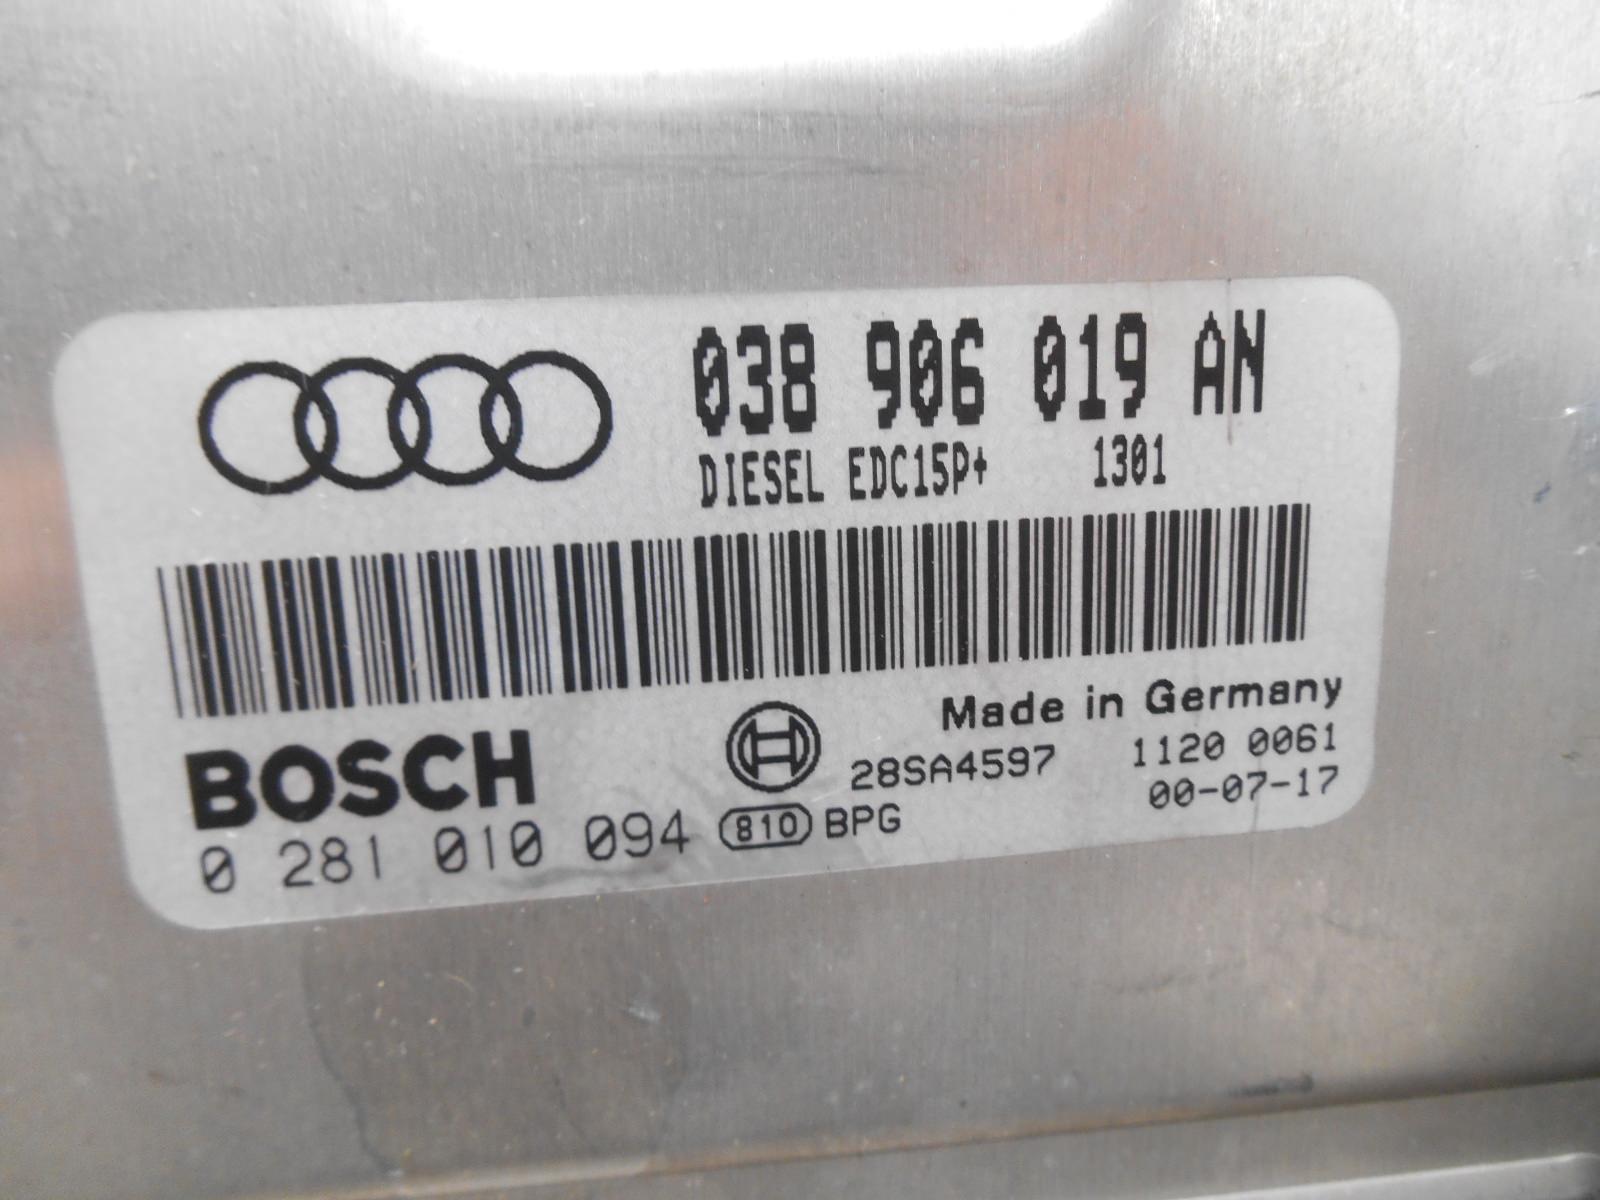 038 906 019 AN
DIESEL EDC15P+ 1301
Made in Germany
BOSCH
28SA4597 1120 0061
00-07-17
0 281 010 094 810 BPG